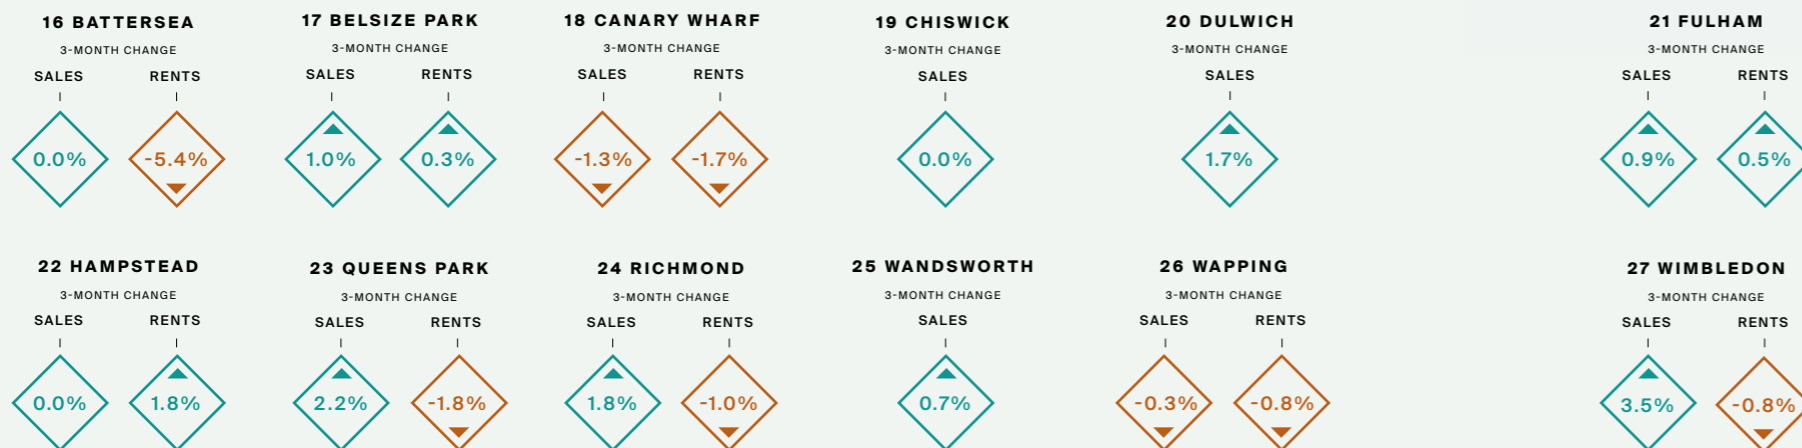 16 BATTERSEA
3-MONTH CHANGE
SALES RENTS
0.0% -5.4%
17 BELSIZE PARK
3-MONTH CHANGE
SALES RENTS
1.0% 0.3%
18 CANARY WHARF
3-MONTH CHANGE
SALES RENTS
-1.3% -1.7%
19 CHISWICK
3-MONTH CHANGE
SALES
0.0%
20 DULWICH
3-MONTH CHANGE
SALES
1.7%
21 FULHAM
3-MONTH CHANGE
SALES RENTS
0.9% 0.5%
22 HAMPSTEAD
3-MONTH CHANGE
SALES RENTS
0.0% 1.8%
23 QUEENS PARK
3-MONTH CHANGE
SALES RENTS
2.2% -1.8%
24 RICHMOND
3-MONTH CHANGE
SALES RENTS
1.8% -1.0%
25 WANDSWORTH
3-MONTH CHANGE
SALES
0.7%
26 WAPPING
3-MONTH CHANGE
SALES RENTS
-0.3% -0.8%
27 WIMBLEDON
3-MONTH CHANGE
SALES RENTS
3.5% -0.8%